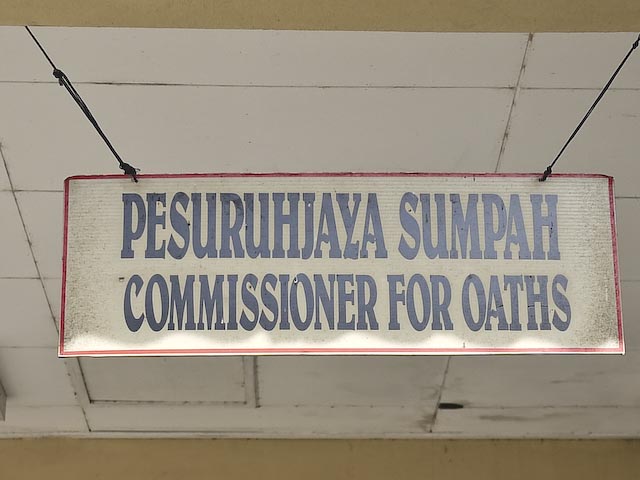 PESURUHJAYA SUMPAH
COMMISSIONER FOR OATHS